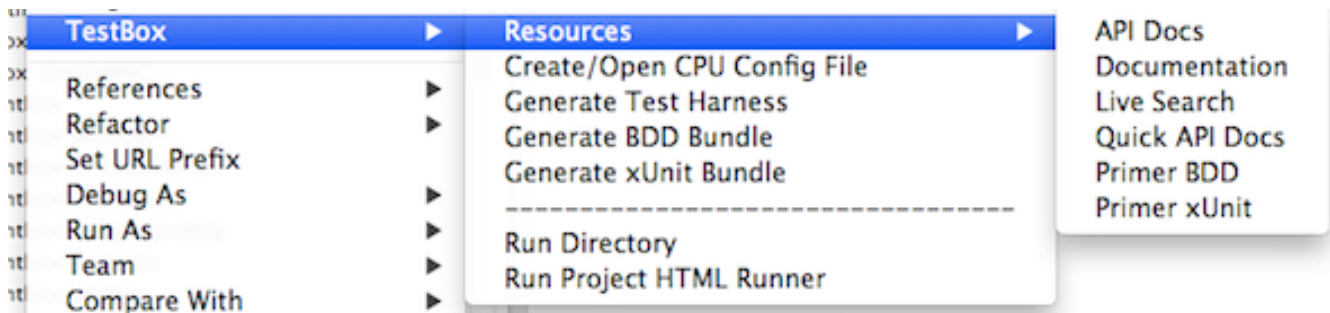 TestBox
References
Refactor
Set URL Prefix
Debug As
Run As
Team
Compare With
Resources
Create/Open CPU Config File
Generate Test Harness
Generate BDD Bundle
Generate xUnit Bundle
-----------------------------------
Run Directory
Run Project HTML Runner
API Docs
Documentation
Live Search
Quick API Docs
Primer BDD
Primer xUnit